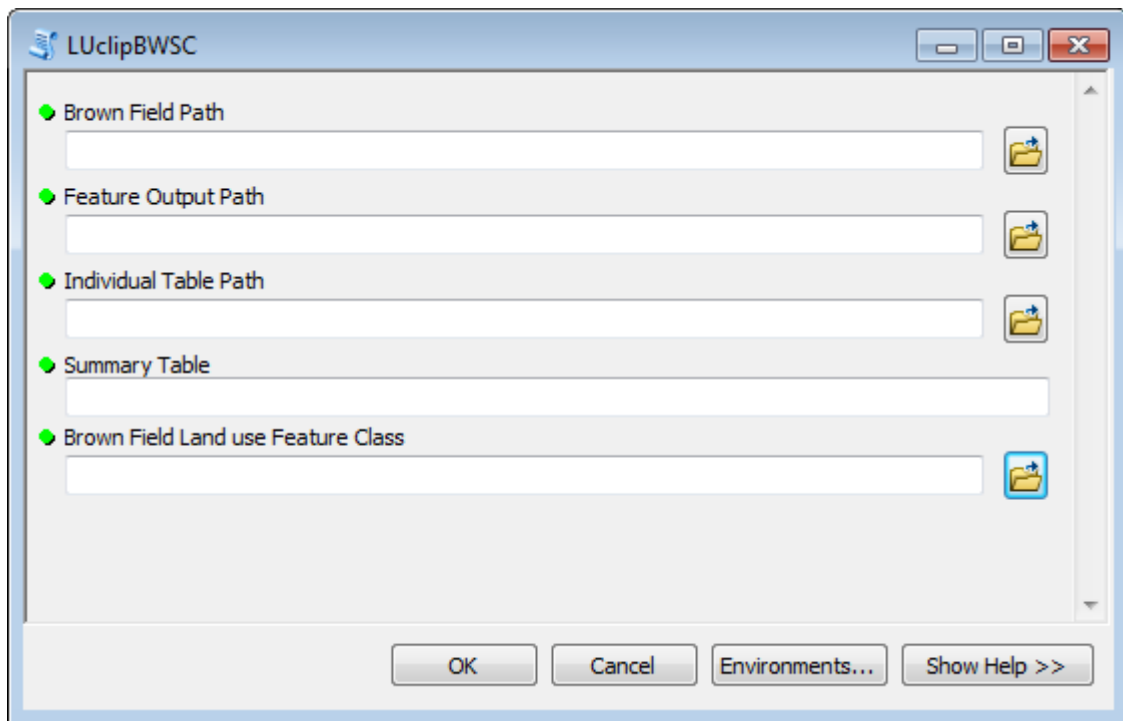 LUclipBWSC
Brown Field Path
Feature Output Path
Individual Table Path
Summary Table
Brown Field Land use Feature Class
OK Cancel Environments... Show Help >>